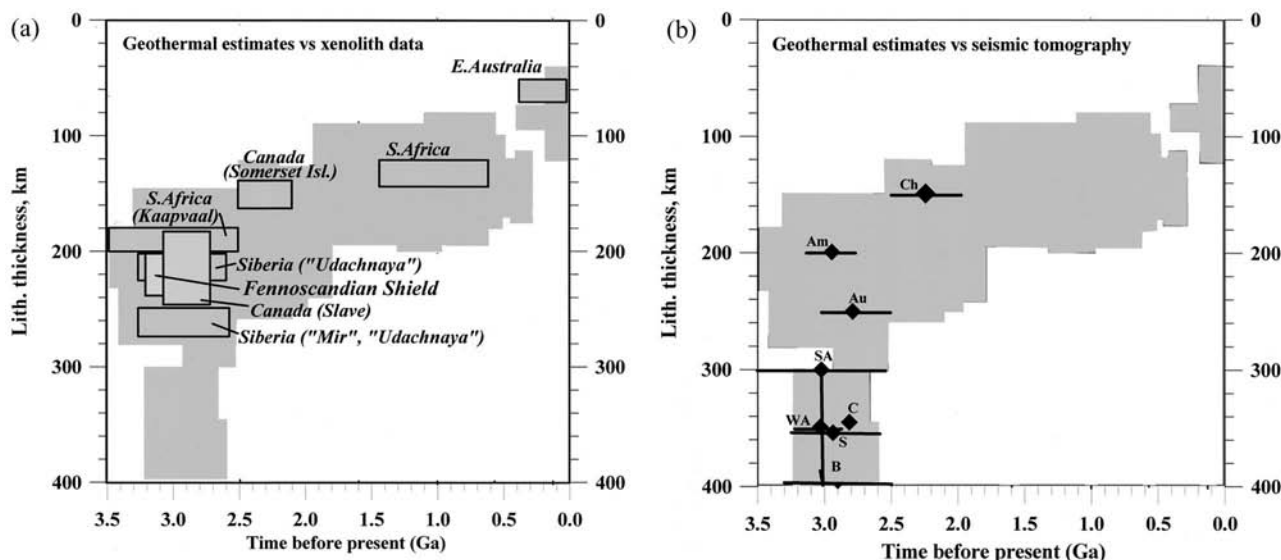 (a)
Geothermal estimates vs xenolith data
Lith. thickness, km
0
100
200
300
400
0
100
200
300
400
E.Australia
Canada
(Somerset Isl.)
S.Africa
S.Africa
(Kaapvaal)
Siberia ("Udachnaya")
Fennoscandian Shield
Canada (Slave)
Siberia ("Mir", "Udachnaya")
3.5 3.0 2.5 2.0 1.5 1.0 0.5 0.0
Time before present (Ga)
(b)
Geothermal estimates vs seismic tomography
Lith. thickness, km
0
100
200
300
400
0
100
200
300
400
Ch
Am
Au
SA
WA
C
S
B
3.5 3.0 2.5 2.0 1.5 1.0 0.5 0.0
Time before present (Ga)